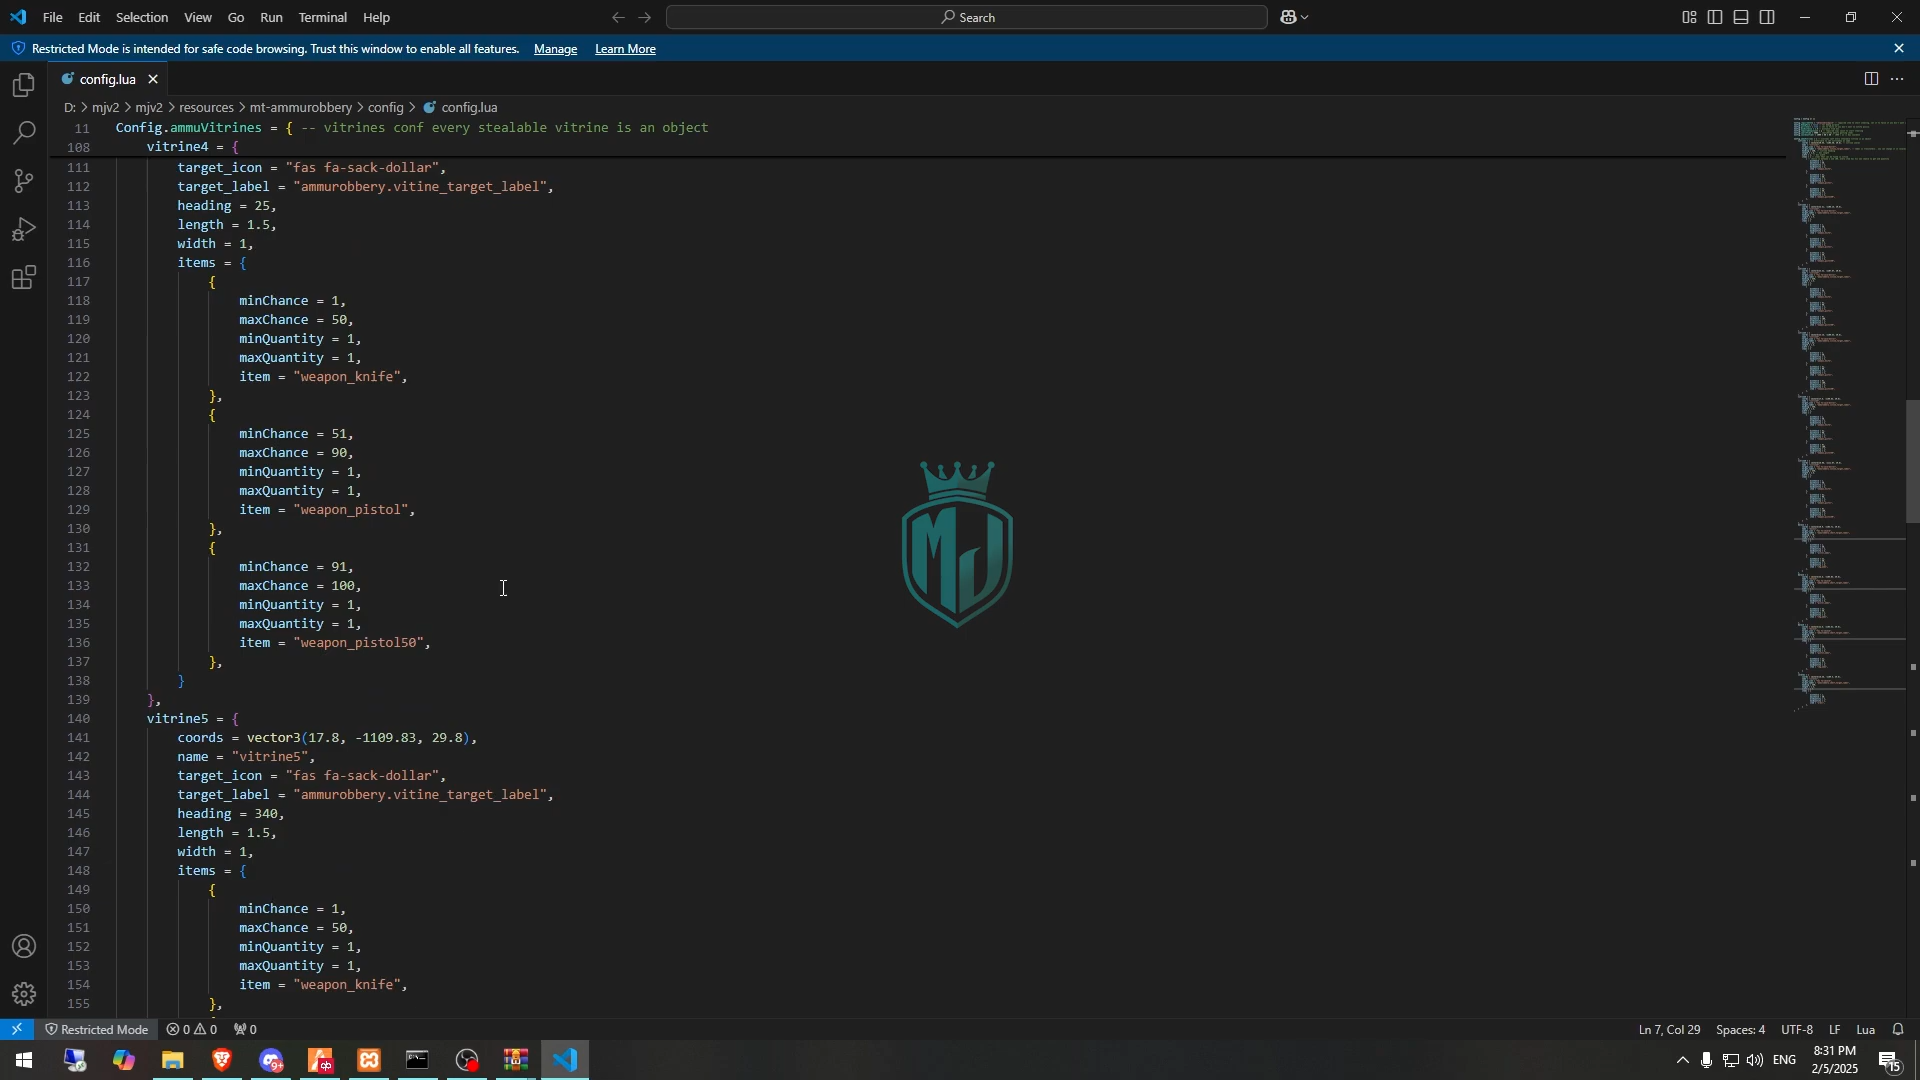 File Edit Selection View Go Run Terminal Help
Search
Restricted Mode is intended for safe code browsing. Trust this window to enable all features. Manage Learn More
config.lua
D: > mjv2 > mjv2 > resources > mt-ammurobbery > config > config.lua
11 Config.ammuVitrines = { -- vitrines conf every stealable vitrine is an object
108 vitrine4 = {
111 target_icon = "fas fa-sack-dollar",
112 target_label = "ammurobbery.vitine_target_label",
113 heading = 25,
114 length = 1.5,
115 width = 1,
116 items = {
117 {
118 minChance = 1,
119 maxChance = 50,
120 minQuantity = 1,
121 maxQuantity = 1,
122 item = "weapon_knife",
123 },
124 {
125 minChance = 51,
126 maxChance = 90,
127 minQuantity = 1,
128 maxQuantity = 1,
129 item = "weapon_pistol",
130 },
131 {
132 minChance = 91,
133 maxChance = 100,
134 minQuantity = 1,
135 maxQuantity = 1,
136 item = "weapon_pistol50",
137 },
138 }
139 },
140 vitrine5 = {
141 coords = vector3(17.8, -1109.83, 29.8),
142 name = "vitrine5",
143 target_icon = "fas fa-sack-dollar",
144 target_label = "ammurobbery.vitine_target_label",
145 heading = 340,
146 length = 1.5,
147 width = 1,
148 items = {
149 {
150 minChance = 1,
151 maxChance = 50,
152 minQuantity = 1,
153 maxQuantity = 1,
154 item = "weapon_knife",
155 },
MJ
Restricted Mode 0 0 0 Ln 7, Col 29 Spaces: 4 UTF-8 LF Lua
9+ ENG 8:31 PM
2/5/2025 15